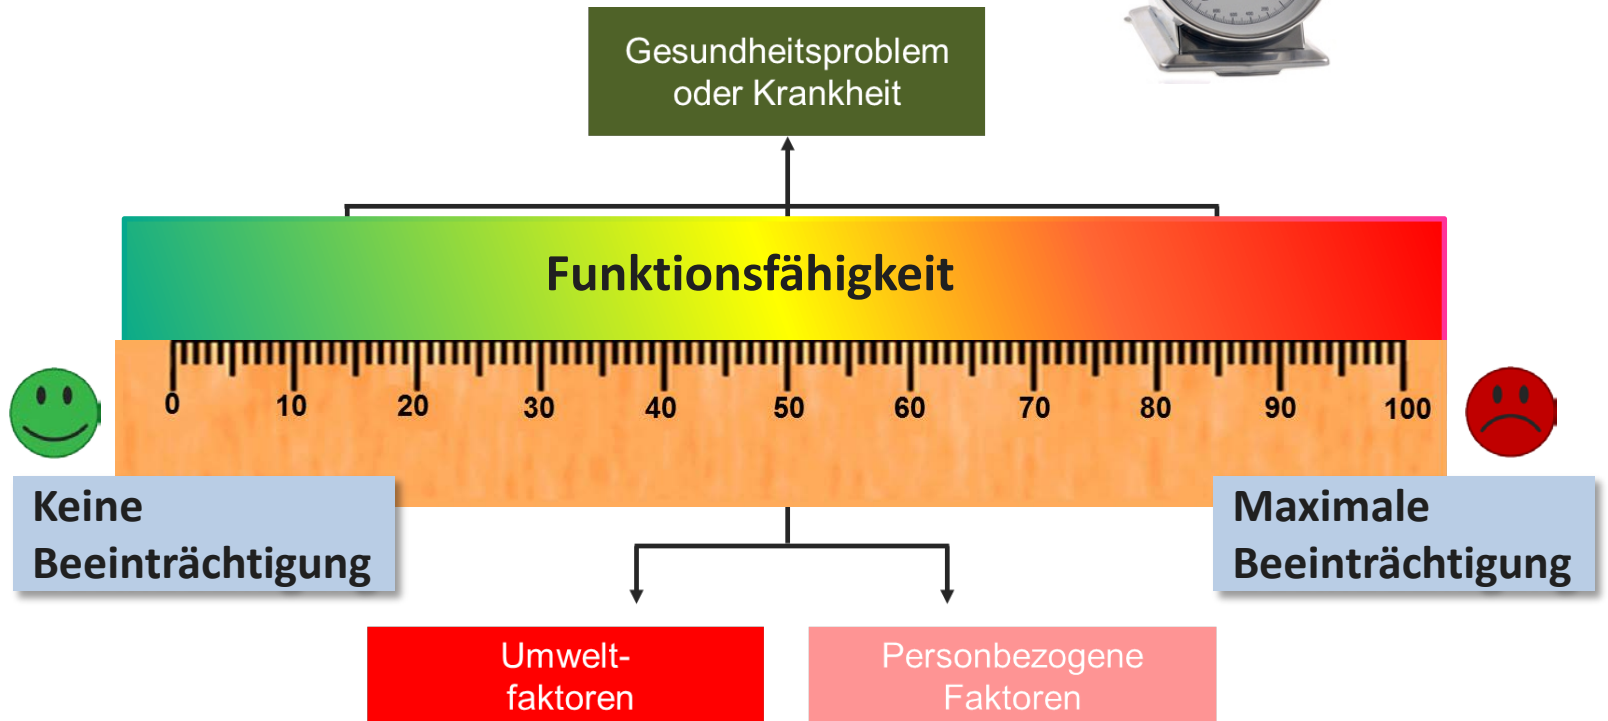 Gesundheitsproblem
oder Krankheit
Funktionsfähigkeit
0 10 20 30 40 50 60 70 80 90 100
Keine
Beeinträchtigung
Maximale
Beeinträchtigung
Umwelt-
faktoren
Personbezogene
Faktoren